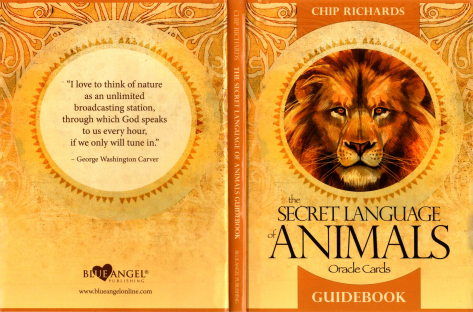 “I love to think of nature
as an unlimited
broadcasting station,
through which God speaks
to us every hour,
if we only will tune in.”
~ George Washington Carver
BLUE ANGEL®
PUBLISHING
www.blueangelonline.com
CHIP RICHARDS
THE SECRET LANGUAGE OF ANIMALS GUIDEBOOK
CHIP RICHARDS
the
SECRET LANGUAGE
of ANIMALS
Oracle Cards
GUIDEBOOK